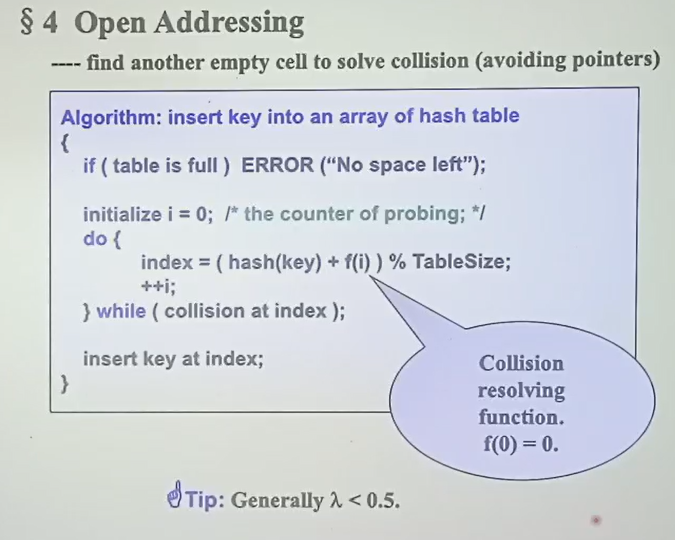 § 4 Open Addressing
---- find another empty cell to solve collision (avoiding pointers)
Algorithm: insert key into an array of hash table
{
if ( table is full ) ERROR (“No space left”);
initialize i = 0; /* the counter of probing; */
do {
index = ( hash(key) + f(i) ) % TableSize;
++i;
} while ( collision at index );
insert key at index;
}
Collision
resolving
function.
f(0) = 0.
Tip: Generally λ < 0.5.